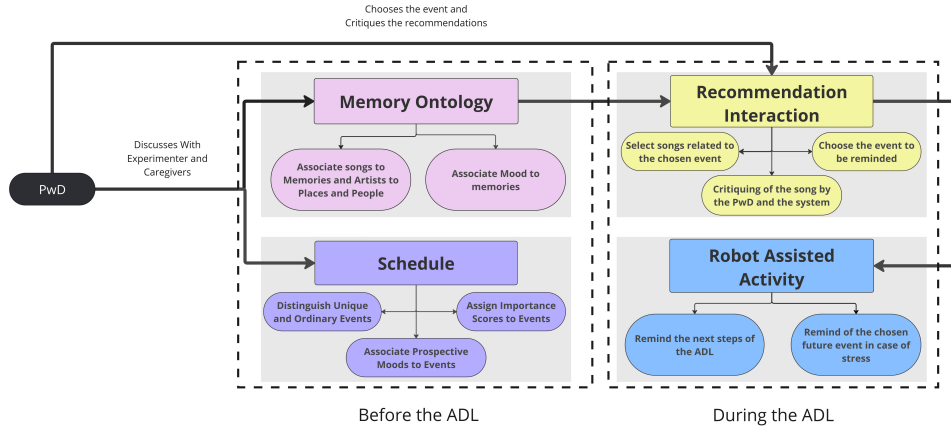 Chooses the event and
Critiques the recommendations
Discusses With
Experimenter and
Caregivers
PwD
Memory Ontology
Associate songs to
Memories and Artists to
Places and People
Associate Mood to
memories
Schedule
Distinguish Unique
and Ordinary Events
Assign Importance
Scores to Events
Associate Prospective
Moods to Events
Before the ADL
Recommendation
Interaction
Select songs related to
the chosen event
Choose the event to
be reminded
Critiquing of the song by
the PwD and the system
Robot Assisted
Activity
Remind the next steps of
the ADL
Remind of the chosen
future event in case of
stress
During the ADL